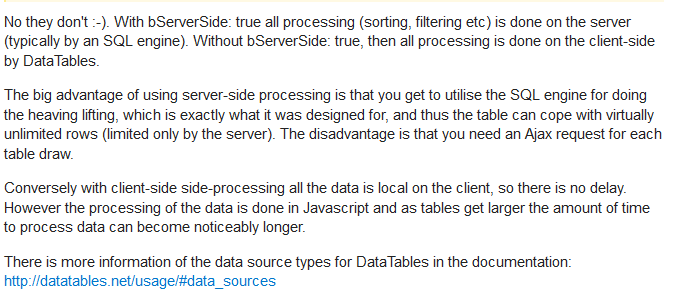 No they don't :-). With bServerSide: true all processing (sorting, filtering etc) is done on the server
(typically by an SQL engine). Without bServerSide: true, then all processing is done on the client-side
by DataTables.
The big advantage of using server-side processing is that you get to utilise the SQL engine for doing
the heaving lifting, which is exactly what it was designed for, and thus the table can cope with virtually
unlimited rows (limited only by the server). The disadvantage is that you need an Ajax request for each
table draw.
Conversely with client-side side-processing all the data is local on the client, so there is no delay.
However the processing of the data is done in Javascript and as tables get larger the amount of time
to process data can become noticeably longer.
There is more information of the data source types for DataTables in the documentation:
http://datatables.net/usage/#data_sources